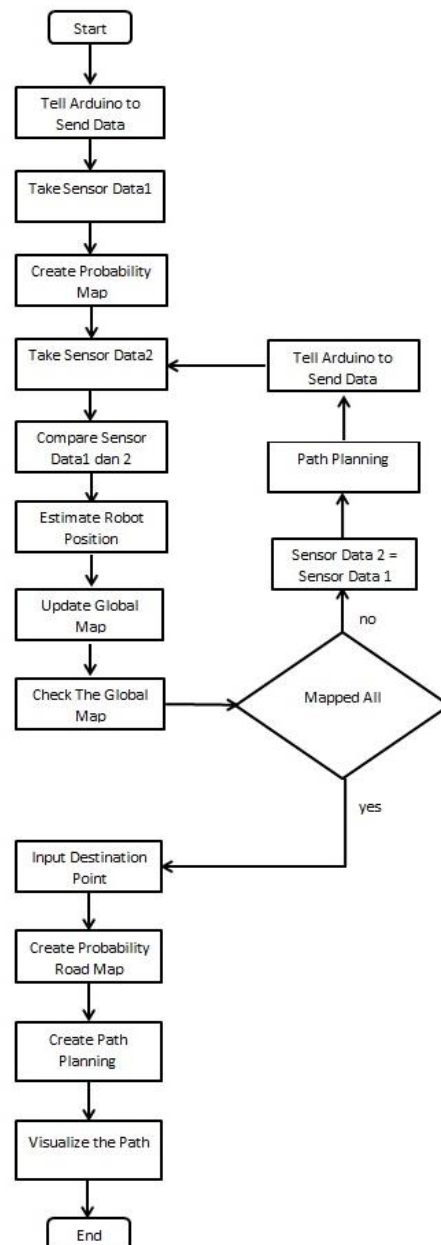 Start
Tell Arduino to
Send Data
Take Sensor Data1
Create Probability
Map
Take Sensor Data2
Compare Sensor
Data1 dan 2
Estimate Robot
Position
Update Global
Map
Check The Global
Map
Mapped All
no
Sensor Data 2 =
Sensor Data 1
Path Planning
Tell Arduino to
Send Data
yes
Input Destination
Point
Create Probability
Road Map
Create Path
Planning
Visualize the Path
End